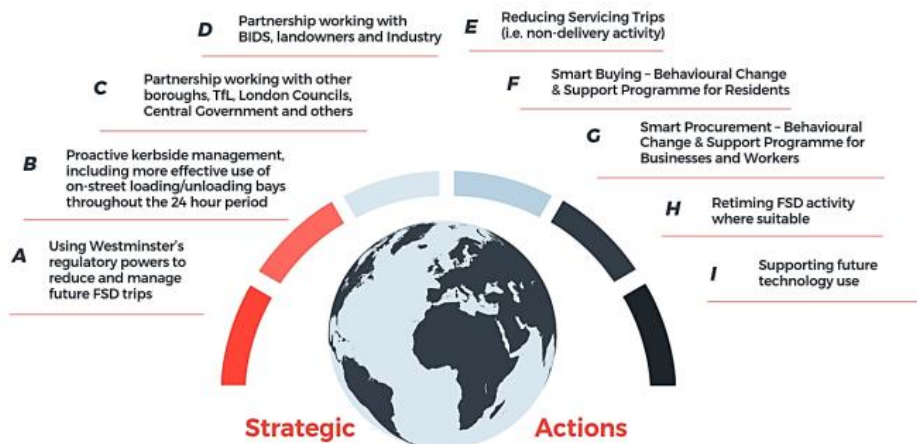 D
Partnership working with
BIDS, landowners and Industry
E
Reducing Servicing Trips
(i.e. non-delivery activity)
C
Partnership working with other
boroughs, TfL, London Councils,
Central Government and others
F
Smart Buying – Behavioural Change
& Support Programme for Residents
B
Proactive kerbside management,
including more effective use of
on-street loading/unloading bays
throughout the 24 hour period
G
Smart Procurement – Behavioural
Change & Support Programme for
Businesses and Workers
A
Using Westminster's
regulatory powers to
reduce and manage
future FSD trips
H
Retiming FSD activity
where suitable
I
Supporting future
technology use
Strategic Actions